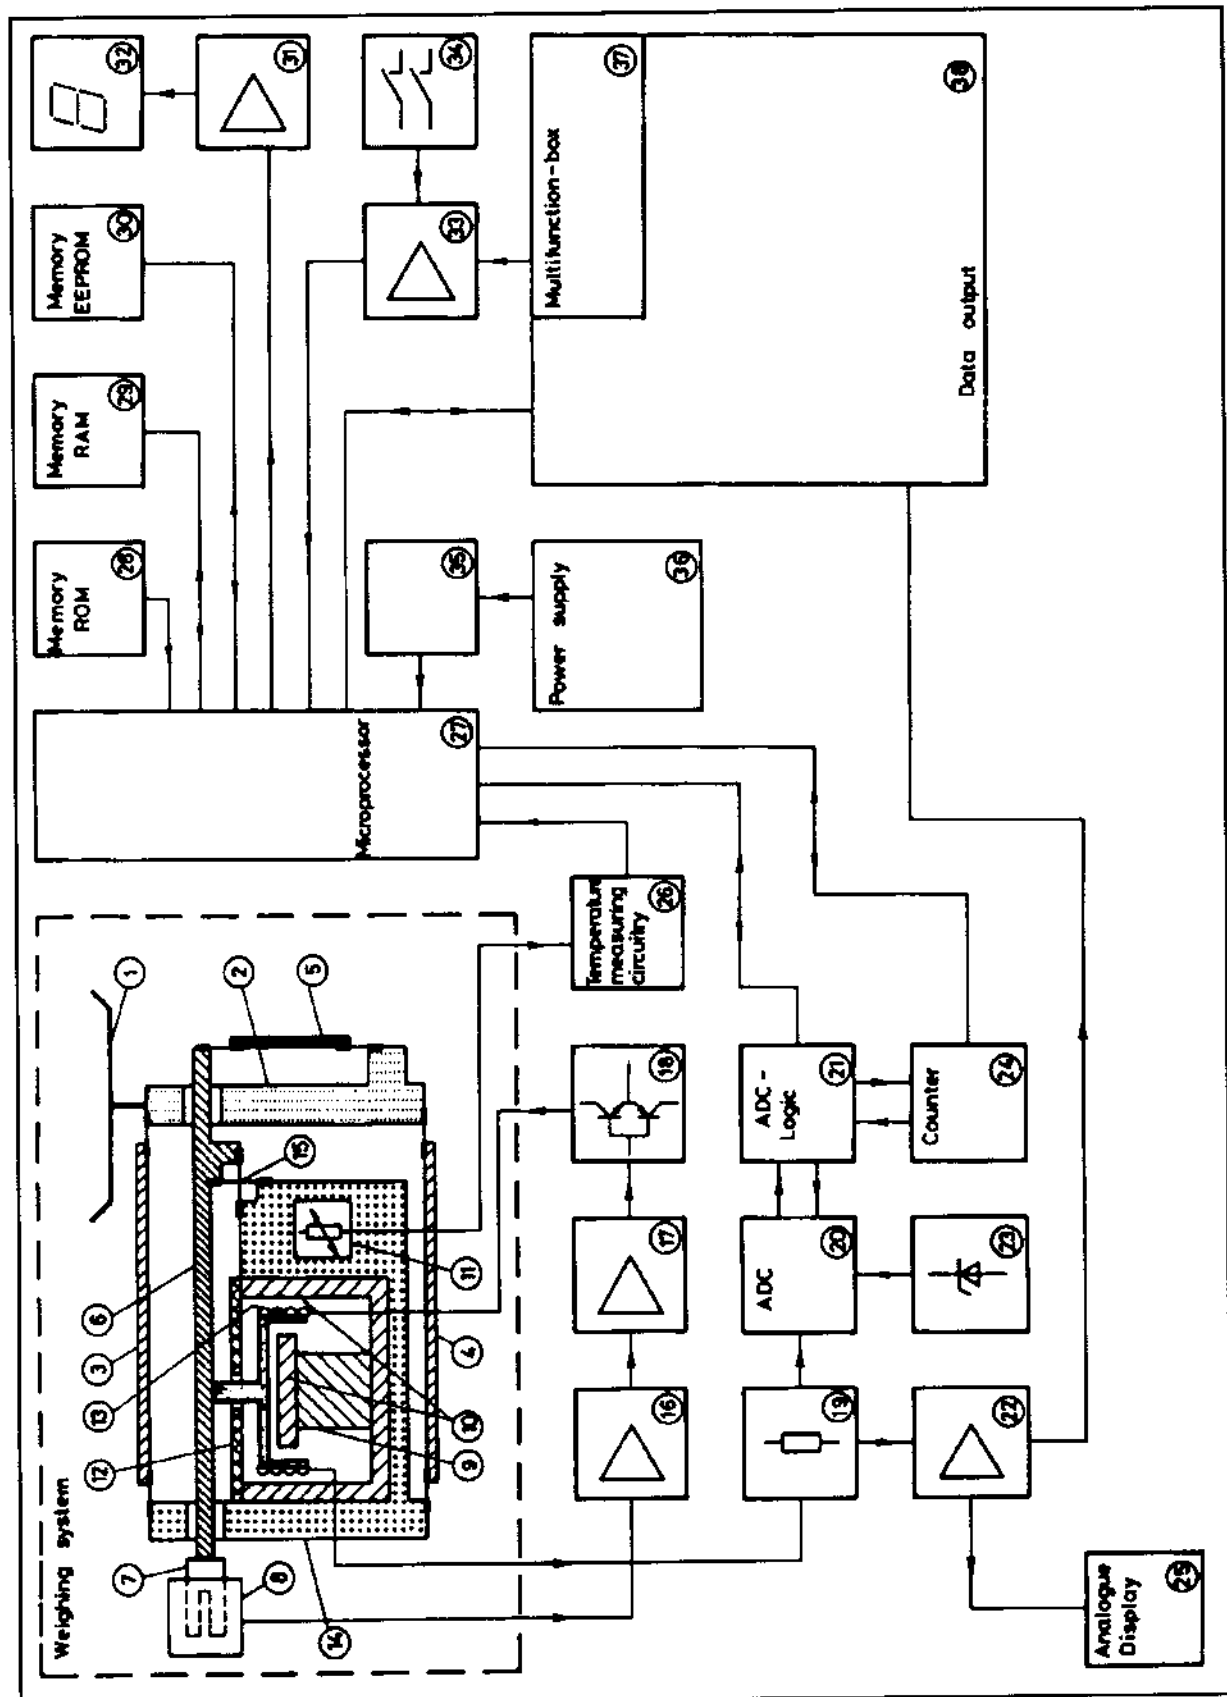 Weighing system
1
2
5
3
6
13
12
15
11
4
10
9
7
8
14
Memory
ROM
28
Memory
RAM
29
Memory
EEPROM
30
32
31
34
33
Microprocessor
27
35
Power supply
36
Multifunction-box
37
Data output
38
Temperature
measuring
circuitry
26
16
17
18
19
ADC
20
ADC-
Logic
21
22
23
Counter
24
Analogue
Display
25